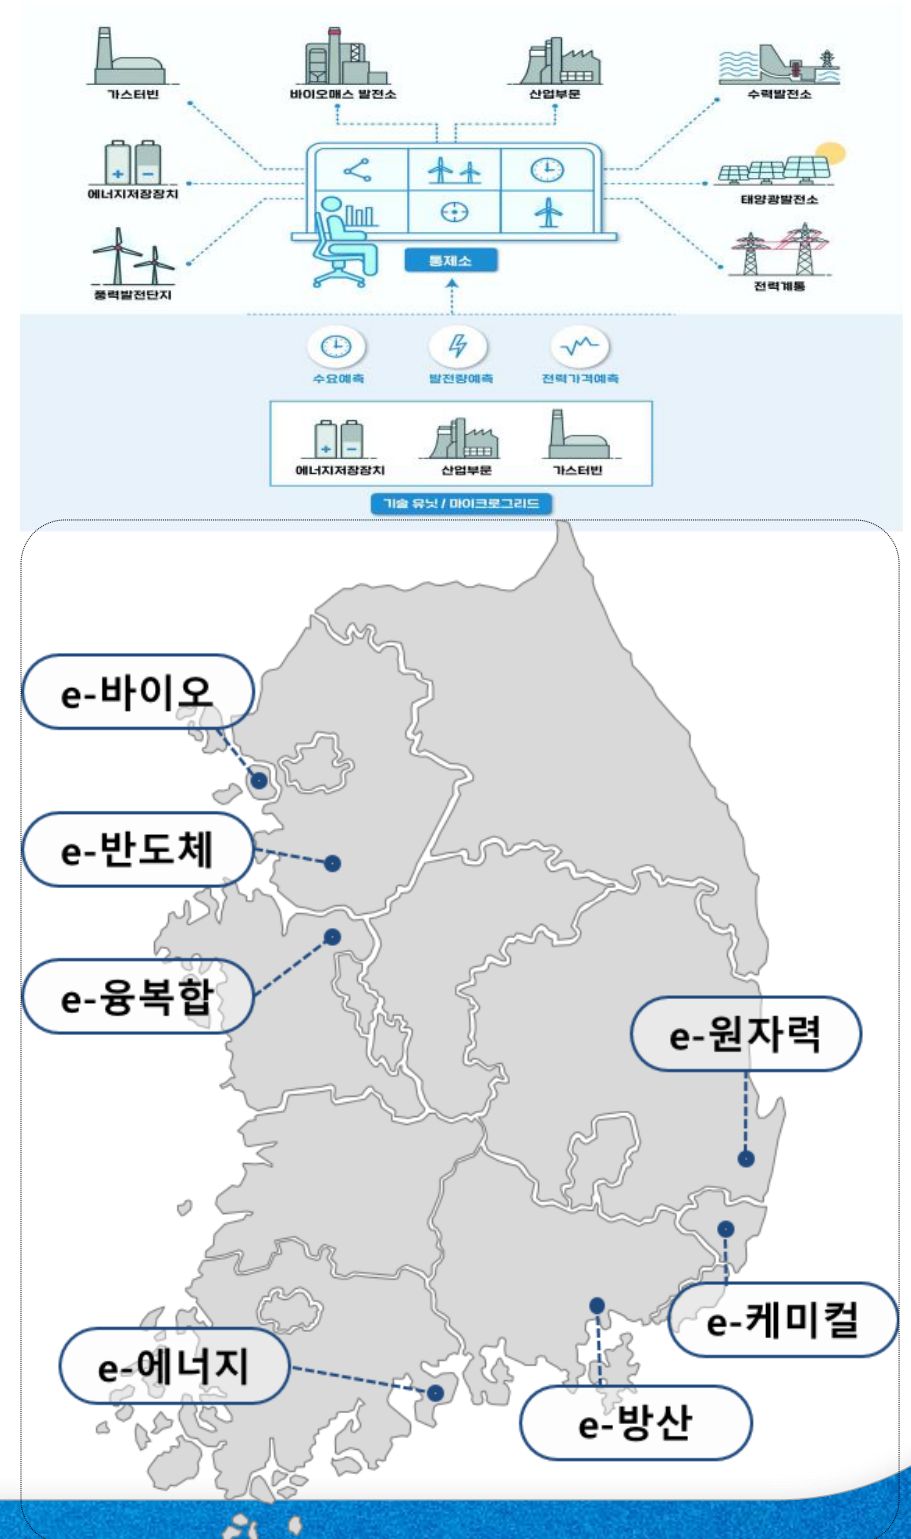 가스터빈
바이오매스 발전소
산업부문
수력발전소
에너지저장장치
태양광발전소
풍력발전단지
통제소
전력계통
수요예측
발전량예측
전력가격예측
에너지저장장치
산업부문
가스터빈
기술 유닛 / 마이크로그리드
e-바이오
e-반도체
e-융복합
e-원자력
e-케미컬
e-에너지
e-방산